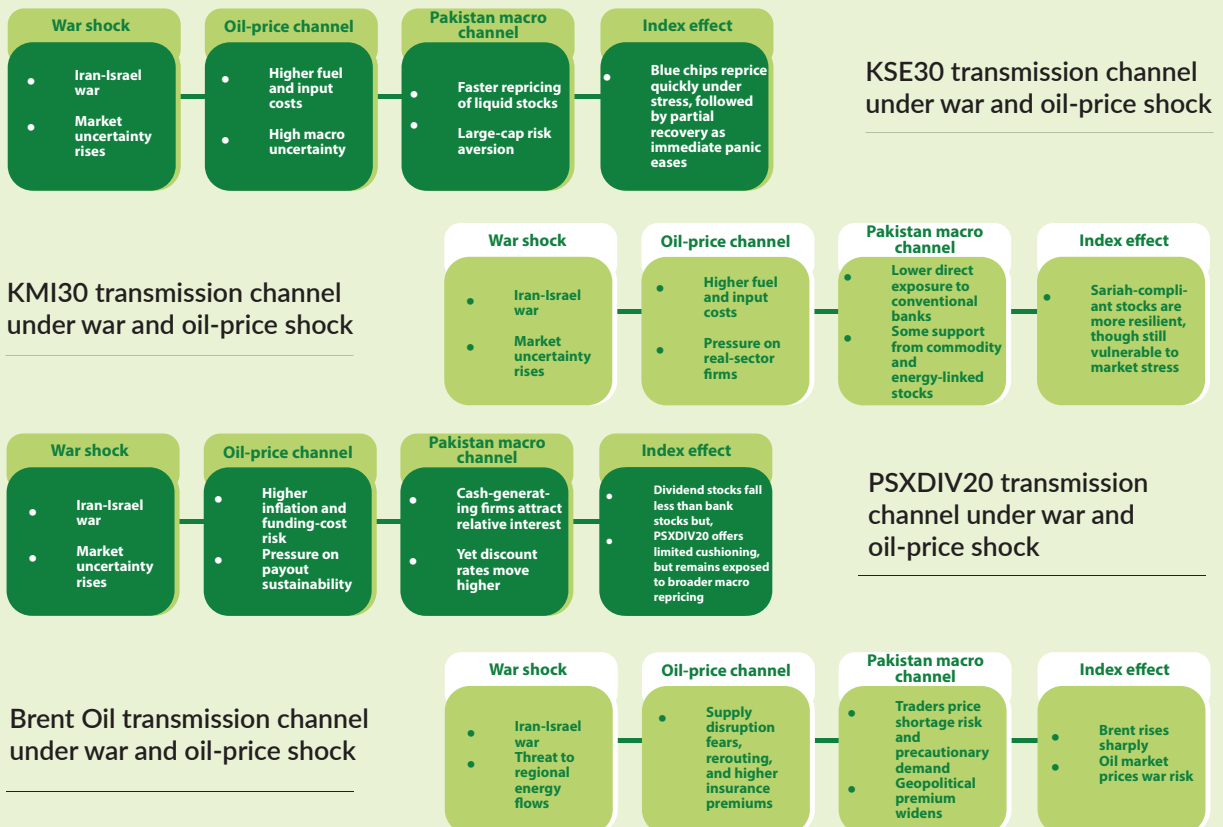 War shock
Iran-Israel
war
Market
uncertainty
rises
Oil-price channel
Higher fuel
and input
costs
High macro
uncertainty
Pakistan macro
channel
Faster repricing
of liquid stocks
Large-cap risk
aversion
Index effect
Blue chips reprice
quickly under
stress, followed
by partial
recovery as
immediate panic
eases
KSE30 transmission channel
under war and oil-price shock
KMI30 transmission channel
under war and oil-price shock
War shock
Iran-Israel
war
Market
uncertainty
rises
Oil-price channel
Higher fuel
and input
costs
Pressure on
real-sector
firms
Pakistan macro
channel
Lower direct
exposure to
conventional
banks
Some support
from commodity
and
energy-linked
stocks
Index effect
Sariah-compli-
ant stocks are
more resilient,
though still
vulnerable to
market stress
War shock
Iran-Israel
war
Market
uncertainty
rises
Oil-price channel
Higher
inflation and
funding-cost
risk
Pressure on
payout
sustainability
Pakistan macro
channel
Cash-generat-
ing firms attract
relative interest
Yet discount
rates move
higher
Index effect
Dividend stocks fall
less than bank
stocks but,
PSXDIV20 offers
limited cushioning,
but remains exposed
to broader macro
repricing
PSXDIV20 transmission
channel under war and
oil-price shock
Brent Oil transmission channel
under war and oil-price shock
War shock
Iran-Israel
war
Threat to
regional
energy
flows
Oil-price channel
Supply
disruption
fears,
rerouting,
and higher
insurance
premiums
Pakistan macro
channel
Traders price
shortage risk
and
precautionary
demand
Geopolitical
premium
widens
Index effect
Brent rises
sharply
Oil market
prices war risk